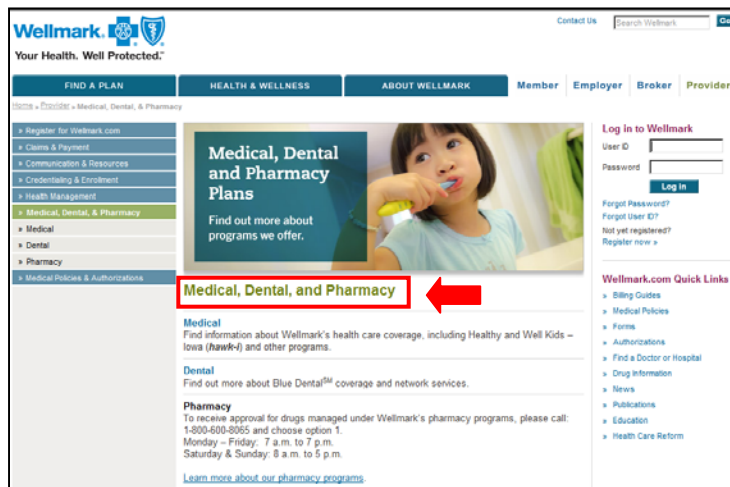 Wellmark.
Your Health. Well Protected.™
Contact Us
Search Wellmark
Go
FIND A PLAN
HEALTH & WELLNESS
ABOUT WELLMARK
Member
Employer
Broker
Provider
Home » Provider » Medical, Dental, & Pharmacy
» Register for Wellmark.com
» Claims & Payment
» Communication & Resources
» Credentialing & Enrollment
» Health Management
» Medical, Dental, & Pharmacy
» Medical
» Dental
» Pharmacy
» Medical Policies & Authorizations
Medical, Dental
and Pharmacy
Plans
Find out more about
programs we offer.
Medical, Dental, and Pharmacy
Medical
Find information about Wellmark's health care coverage, including Healthy and Well Kids –
Iowa (hawk-i) and other programs.
Dental
Find out more about Blue Dental℠ coverage and network services.
Pharmacy
To receive approval for drugs managed under Wellmark's pharmacy programs, please call:
1-800-600-8065 and choose option 1.
Monday – Friday: 7 a.m. to 7 p.m.
Saturday & Sunday: 8 a.m. to 5 p.m.
Learn more about our pharmacy programs.
Log in to Wellmark
User ID
Password
Log in
Forgot Password?
Forgot User ID?
Not yet registered?
Register now »
Wellmark.com Quick Links
» Billing Guides
» Medical Policies
» Forms
» Authorizations
» Find a Doctor or Hospital
» Drug Information
» News
» Publications
» Education
» Health Care Reform